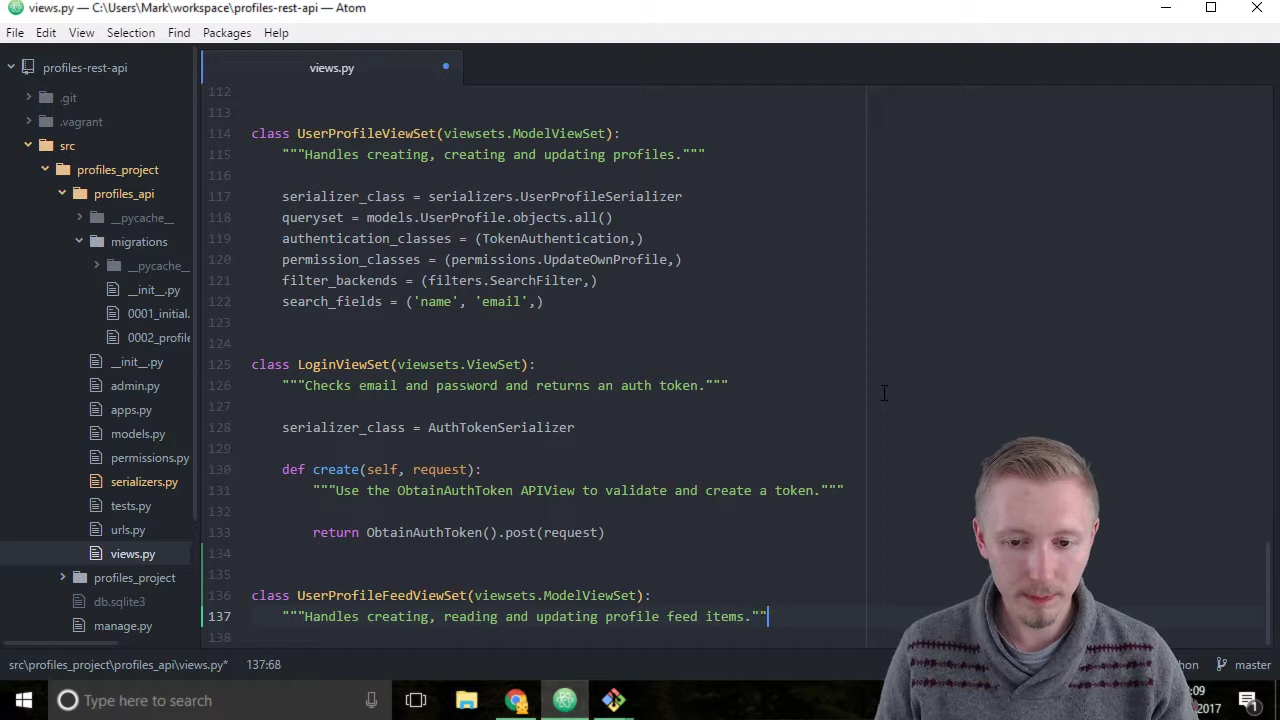 views.py — C:\Users\Mark\workspace\profiles-rest-api — Atom
File Edit View Selection Find Packages Help
profiles-rest-api
.git
.vagrant
src
profiles_project
profiles_api
__pycache__
migrations
__pycache_
__init__.py
0001_initial.
0002_profile
__init__.py
admin.py
apps.py
models.py
permissions.py
serializers.py
tests.py
urls.py
views.py
profiles_project
db.sqlite3
manage.py
views.py
112
113
114 class UserProfileViewSet(viewsets.ModelViewSet):
115 """Handles creating, creating and updating profiles."""
116
117 serializer_class = serializers.UserProfileSerializer
118 queryset = models.UserProfile.objects.all()
119 authentication_classes = (TokenAuthentication,)
120 permission_classes = (permissions.UpdateOwnProfile,)
121 filter_backends = (filters.SearchFilter,)
122 search_fields = ('name', 'email',)
123
124
125 class LoginViewSet(viewsets.ViewSet):
126 """Checks email and password and returns an auth token."""
127
128 serializer_class = AuthTokenSerializer
129
130 def create(self, request):
131 """Use the ObtainAuthToken APIView to validate and create a token."""
132
133 return ObtainAuthToken().post(request)
134
135
136 class UserProfileFeedViewSet(viewsets.ModelViewSet):
137 """Handles creating, reading and updating profile feed items.""
138
src\profiles_project\profiles_api\views.py* 137:68 hon master
Type here to search
:09
2017
1